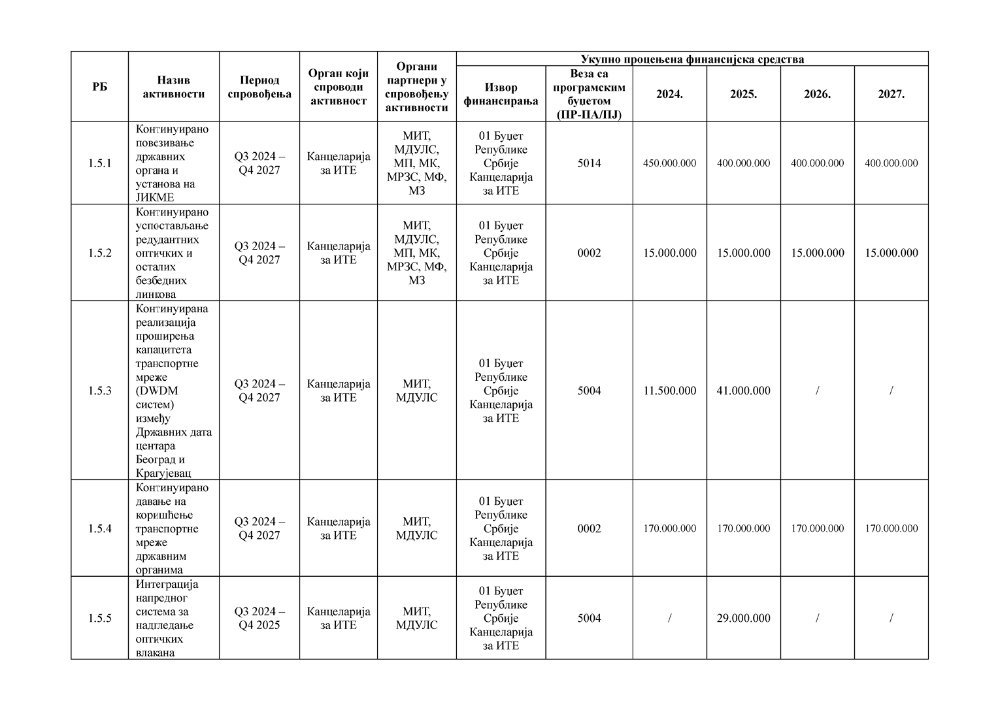 РБ
Назив
активности
Период
спровођења
Орган који
спроводи
активност
Органи
партнери у
спровођењу
активности
Укупно процењена финансијска средства
Извор
финансирања
Веза са
програмским
буџетом
(ПР-ПА/ПЈ)
2024.
2025.
2026.
2027.
1.5.1
Континуирано
повезивање
државних
органа и
установа на
ЈИКМЕ
Q3 2024 –
Q4 2027
Канцеларија
за ИТЕ
МИТ,
МДУЛС,
МП, МК,
МРЗС, МФ,
МЗ
01 Буџет
Републике
Србије
Канцеларија
за ИТЕ
5014
450.000.000
400.000.000
400.000.000
400.000.000
1.5.2
Континуирано
успостављање
редудантних
оптичких и
осталих
безбедних
линкова
Q3 2024 –
Q4 2027
Канцеларија
за ИТЕ
МИТ,
МДУЛС,
МП, МК,
МРЗС, МФ,
МЗ
01 Буџет
Републике
Србије
Канцеларија
за ИТЕ
0002
15.000.000
15.000.000
15.000.000
15.000.000
1.5.3
Континуирана
реализација
проширења
капацитета
транспортне
мреже
(DWDM
систем)
између
Државних дата
центара
Београд и
Крагујевац
Q3 2024 –
Q4 2027
Канцеларија
за ИТЕ
МИТ,
МДУЛС
01 Буџет
Републике
Србије
Канцеларија
за ИТЕ
5004
11.500.000
41.000.000
/
/
1.5.4
Континуирано
давање на
коришћење
транспортне
мреже
државним
органима
Q3 2024 –
Q4 2027
Канцеларија
за ИТЕ
МИТ,
МДУЛС
01 Буџет
Републике
Србије
Канцеларија
за ИТЕ
0002
170.000.000
170.000.000
170.000.000
170.000.000
1.5.5
Интеграција
напредног
система за
надгледање
оптичких
влакана
Q3 2024 –
Q4 2025
Канцеларија
за ИТЕ
МИТ,
МДУЛС
01 Буџет
Републике
Србије
Канцеларија
за ИТЕ
5004
/
29.000.000
/
/